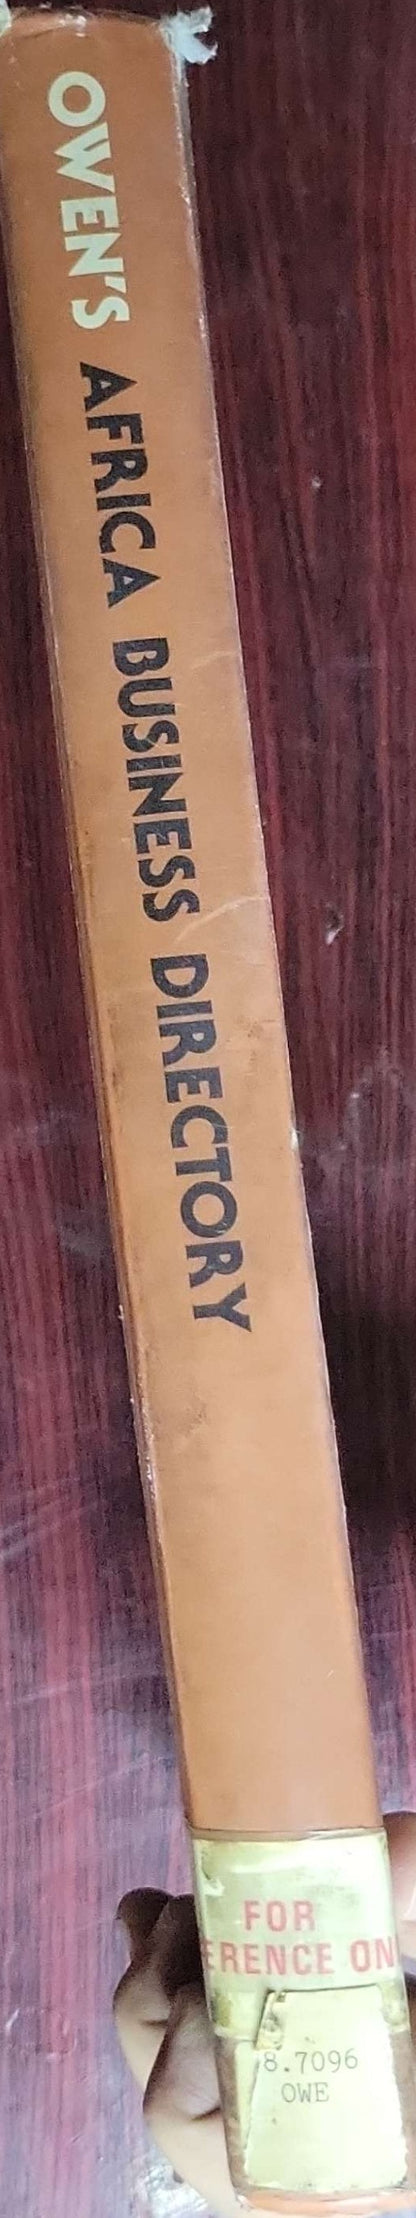 OWEN'S AFRICA BUSINESS DIRECTORY
FOR
ERENCE ON
8.7096
OWE